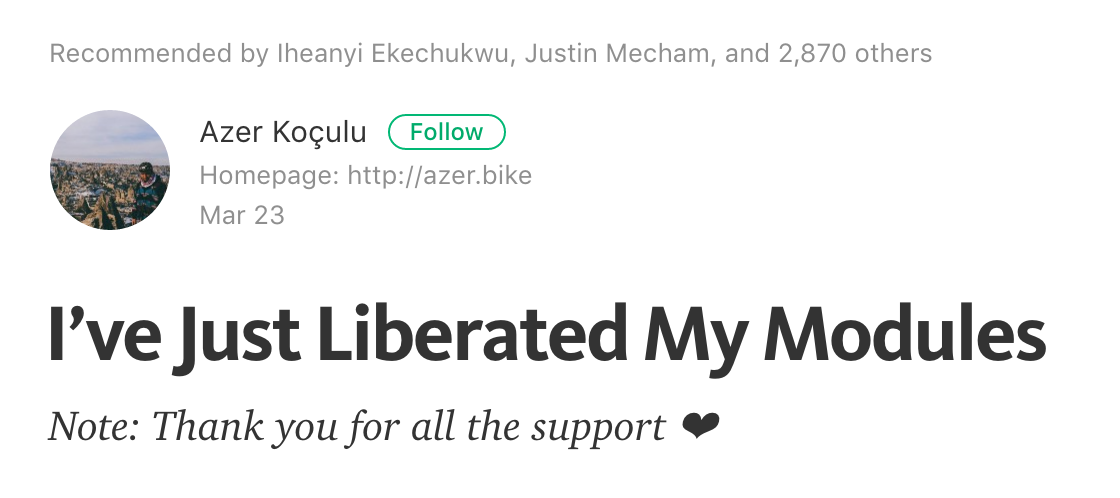 Recommended by Iheanyi Ekechukwu, Justin Mecham, and 2,870 others
Azer Koçulu Follow
Homepage: http://azer.bike
Mar 23
I’ve Just Liberated My Modules
Note: Thank you for all the support ❤